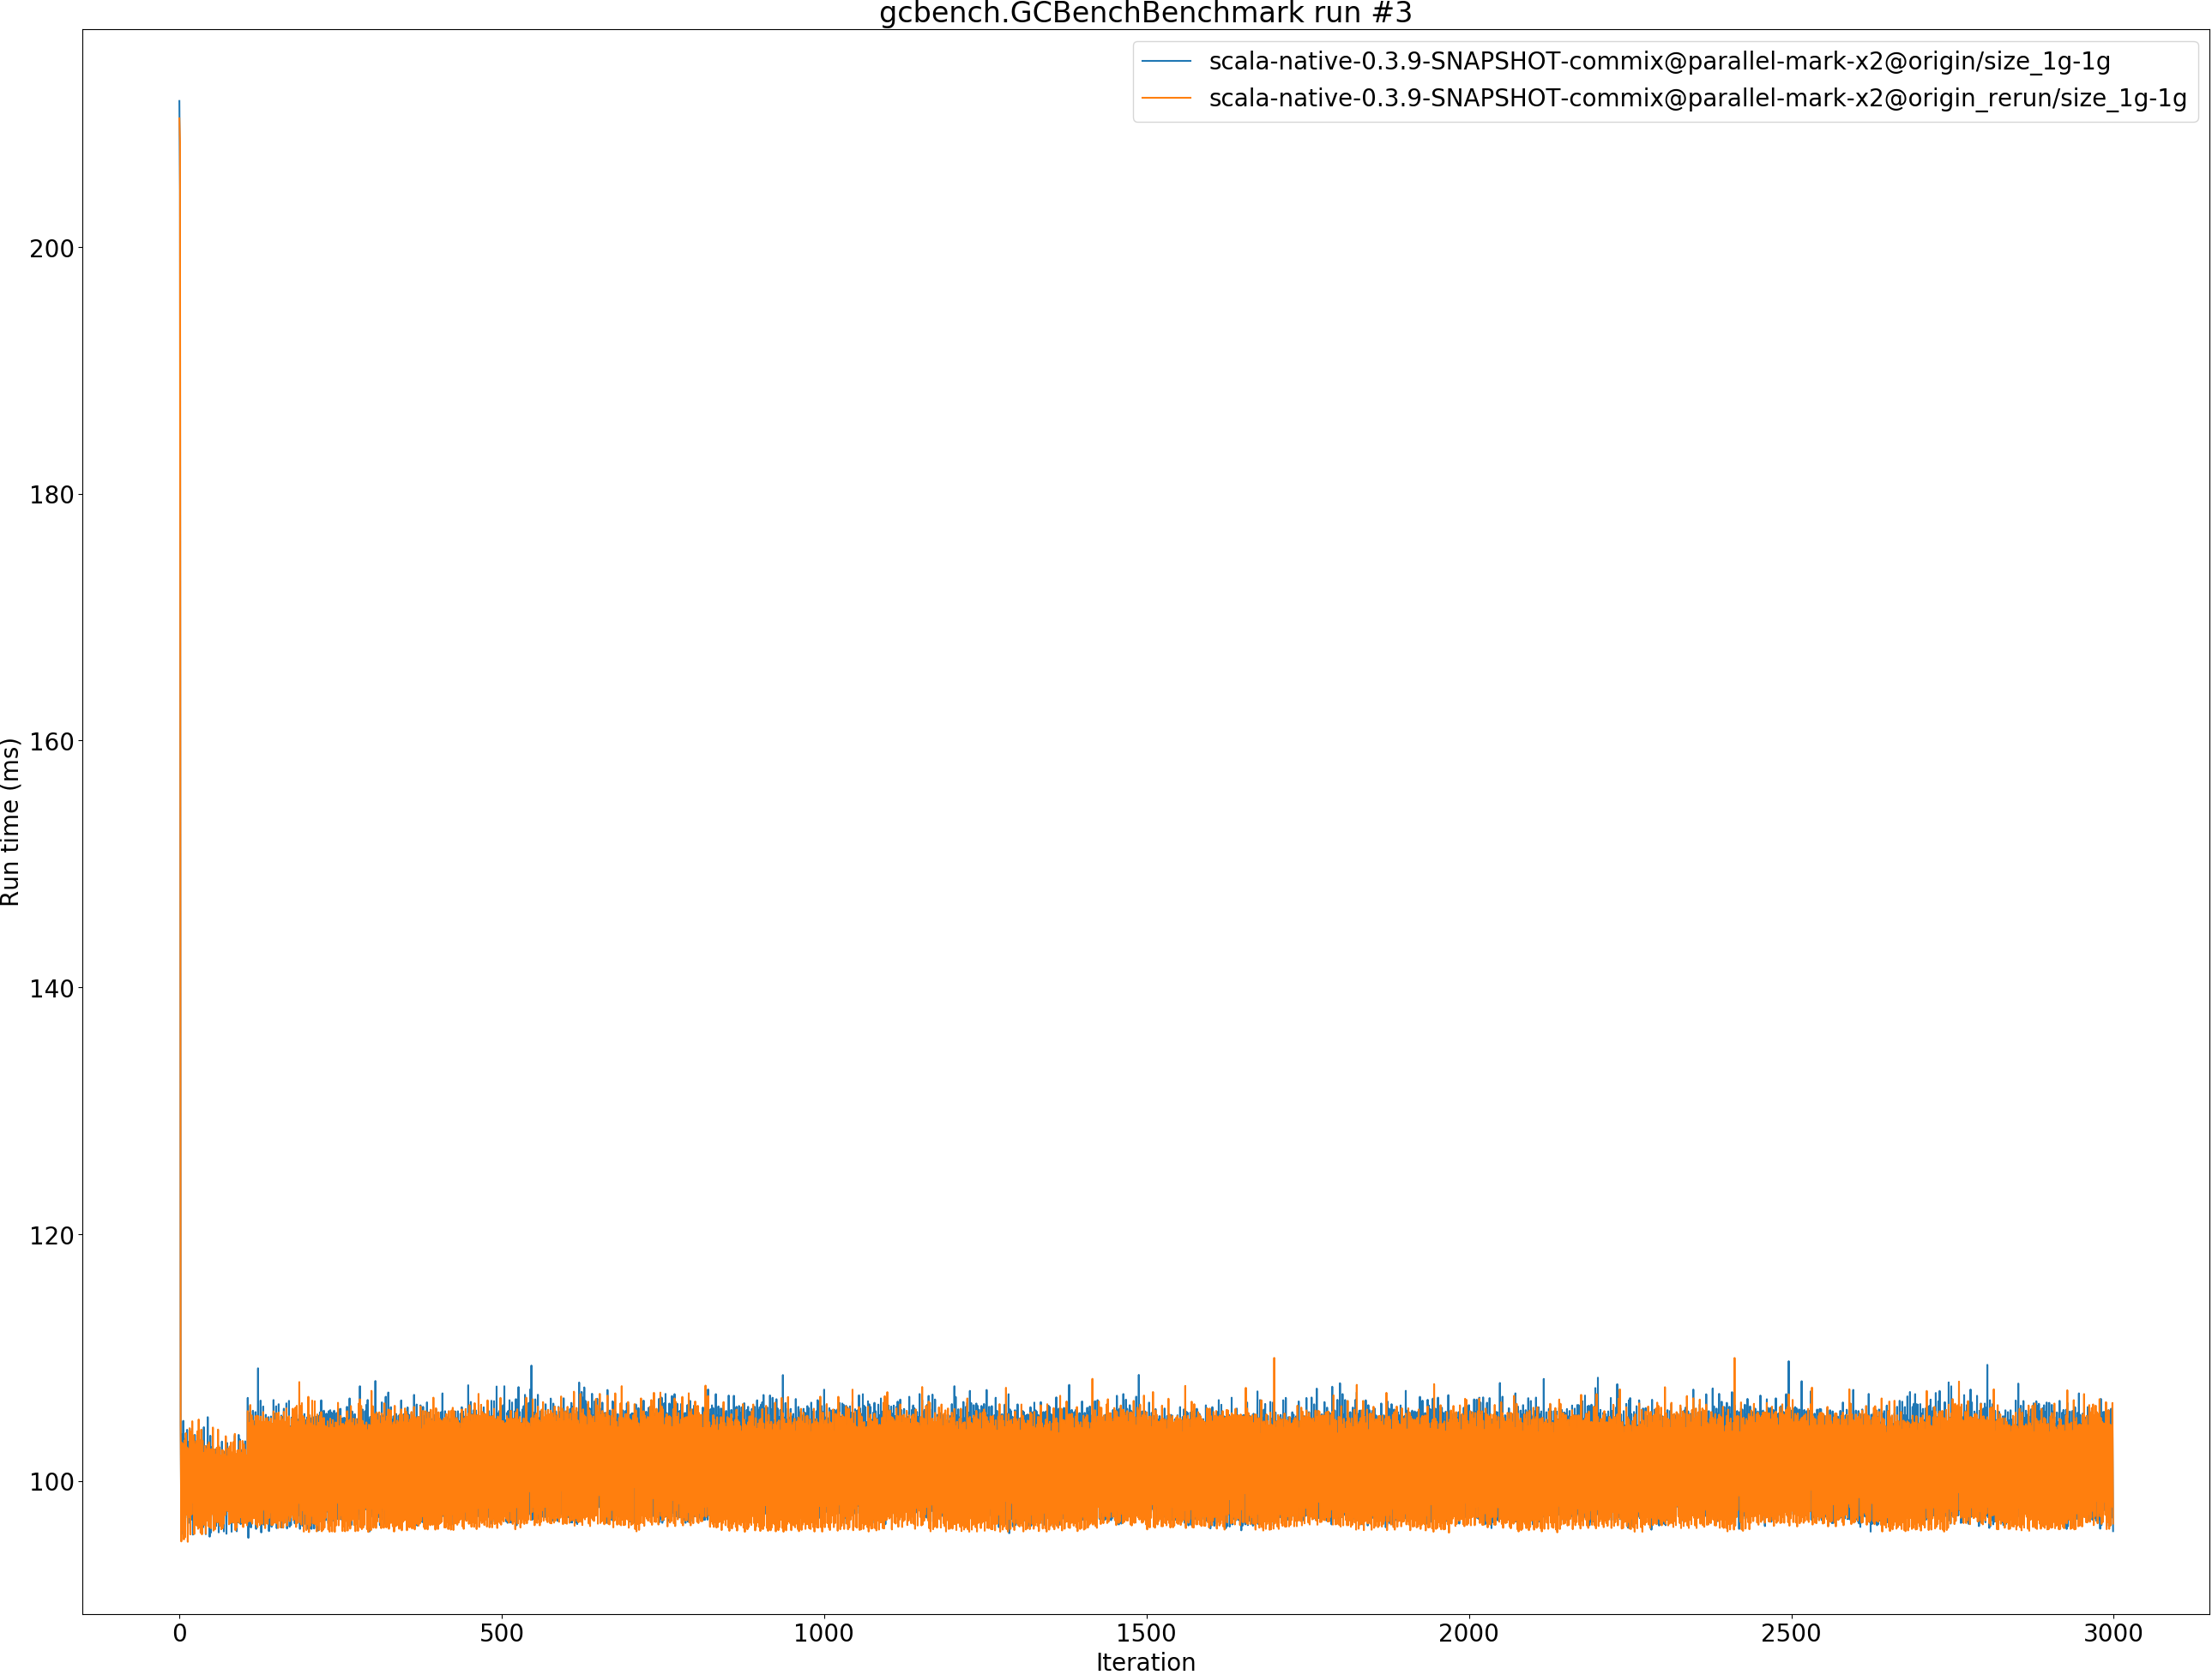 gcbench.GCBenchBenchmark run #3
scala-native-0.3.9-SNAPSHOT-commix@parallel-mark-x2@origin/size_1g-1g
scala-native-0.3.9-SNAPSHOT-commix@parallel-mark-x2@origin_rerun/size_1g-1g
200
180
160
140
120
100
Run time (ms)
0 500 1000 1500 2000 2500 3000
Iteration